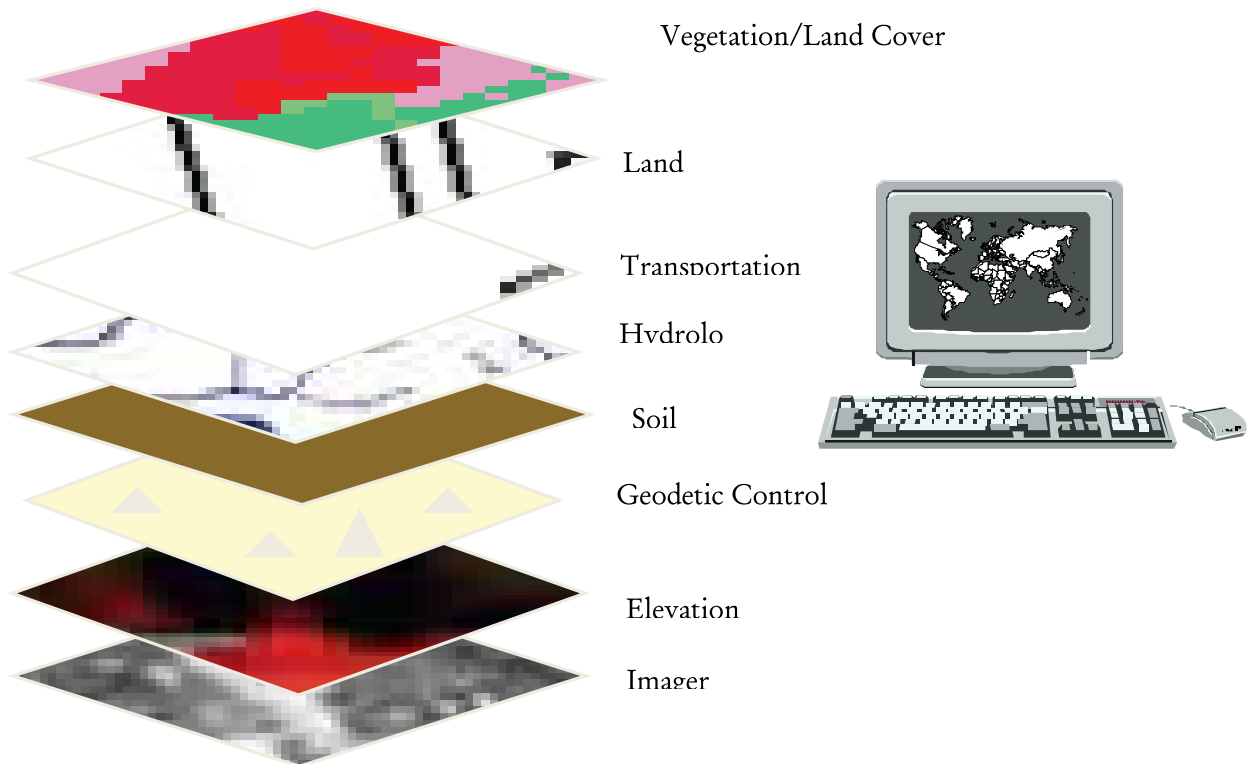 Vegetation/Land Cover
Land
Transportation
Hydrolo
Soil
Geodetic Control
Elevation
Imager